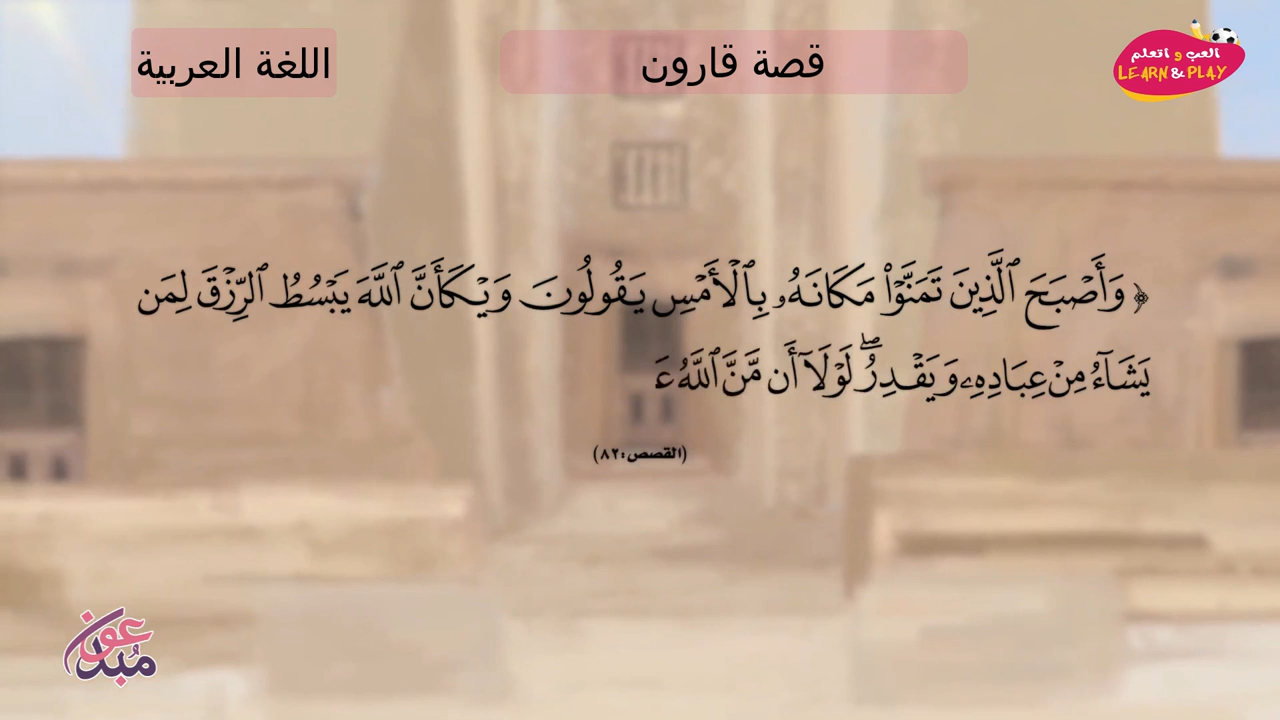 اللغة العربية
قصة قارون
العب و اتعلم
LEARN & PLAY
﴿ وَأَصْبَحَ ٱلَّذِينَ تَمَنَّوْا۟ مَكَانَهُۥ بِٱلْأَمْسِ يَقُولُونَ وَيْكَأَنَّ ٱللَّهَ يَبْسُطُ ٱلرِّزْقَ لِمَن
يَشَآءُ مِنْ عِبَادِهِۦ وَيَقْدِرُ ۖ لَوْلَآ أَن مَّنَّ ٱللَّهُ عَ
(القصص:٨٢)
مُبدعون